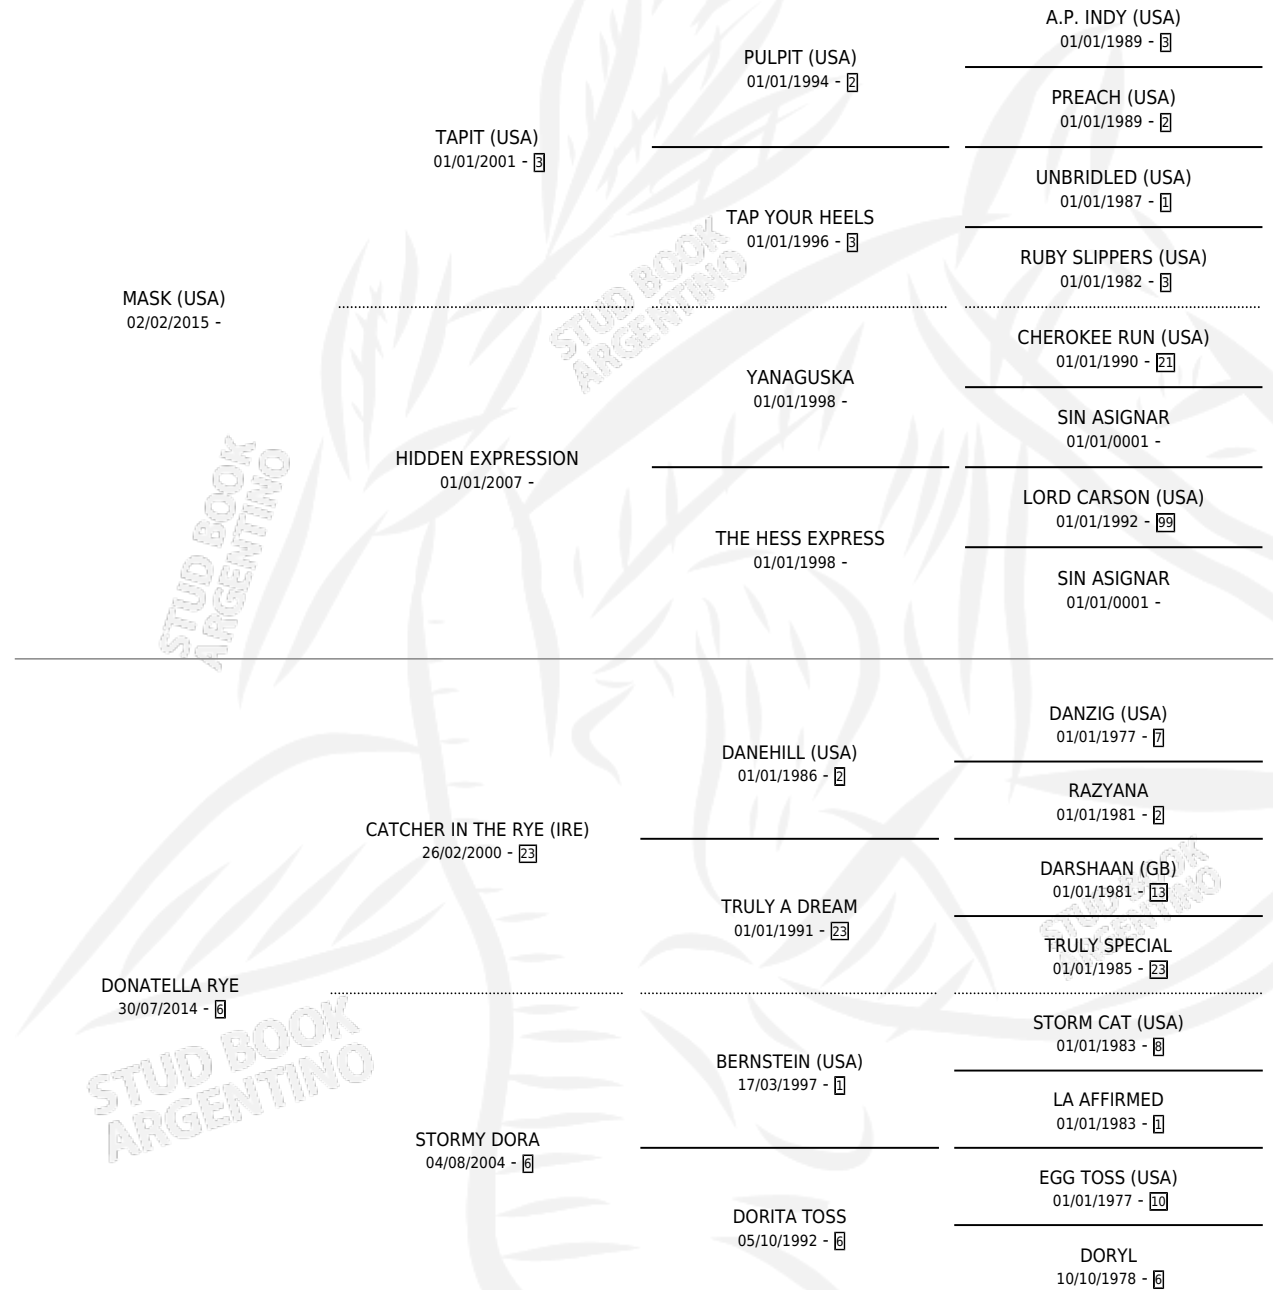 A.P. INDY (USA)
01/01/1989 - 3
PULPIT (USA)
01/01/1994 - 2
PREACH (USA)
01/01/1989 - 2
TAPIT (USA)
01/01/2001 - 3
UNBRIDLED (USA)
01/01/1987 - 1
TAP YOUR HEELS
01/01/1996 - 3
RUBY SLIPPERS (USA)
01/01/1982 - 3
MASK (USA)
02/02/2015 -
STUD BOOK
ARGENTINO
CHEROKEE RUN (USA)
01/01/1990 - 21
YANAGUSKA
01/01/1998 -
SIN ASIGNAR
01/01/0001 -
HIDDEN EXPRESSION
01/01/2007 -
LORD CARSON (USA)
01/01/1992 - 99
THE HESS EXPRESS
01/01/1998 -
SIN ASIGNAR
01/01/0001 -
STUD BOOK
ARGENTINO
DANZIG (USA)
01/01/1977 - 7
DANEHILL (USA)
01/01/1986 - 2
RAZYANA
01/01/1981 - 2
CATCHER IN THE RYE (IRE)
26/02/2000 - 23
DARSHAAN (GB)
01/01/1981 - 13
TRULY A DREAM
01/01/1991 - 23
TRULY SPECIAL
01/01/1985 - 23
STUD BOOK
ARGENTINO
DONATELLA RYE
30/07/2014 - 6
STORM CAT (USA)
01/01/1983 - 8
BERNSTEIN (USA)
17/03/1997 - 1
LA AFFIRMED
01/01/1983 - 1
STORMY DORA
04/08/2004 - 6
EGG TOSS (USA)
01/01/1977 - 10
DORITA TOSS
05/10/1992 - 6
DORYL
10/10/1978 - 6
STUD BOOK
ARGENTINO